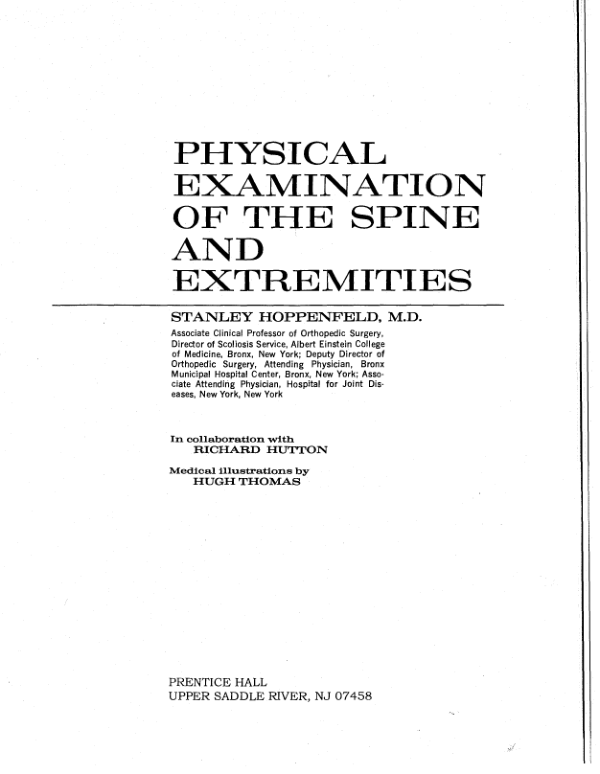 PHYSICAL
EXAMINATION
OF THE SPINE
AND
EXTREMITIES
STANLEY HOPPENFELD, M.D.
Associate Clinical Professor of Orthopedic Surgery,
Director of Scoliosis Service, Albert Einstein College
of Medicine, Bronx, New York; Deputy Director of
Orthopedic Surgery, Attending Physician, Bronx
Municipal Hospital Center, Bronx, New York; Asso-
ciate Attending Physician, Hospital for Joint Dis-
eases, New York, New York
In collaboration with
RICHARD HUTTON
Medical illustrations by
HUGH THOMAS
PRENTICE HALL
UPPER SADDLE RIVER, NJ 07458